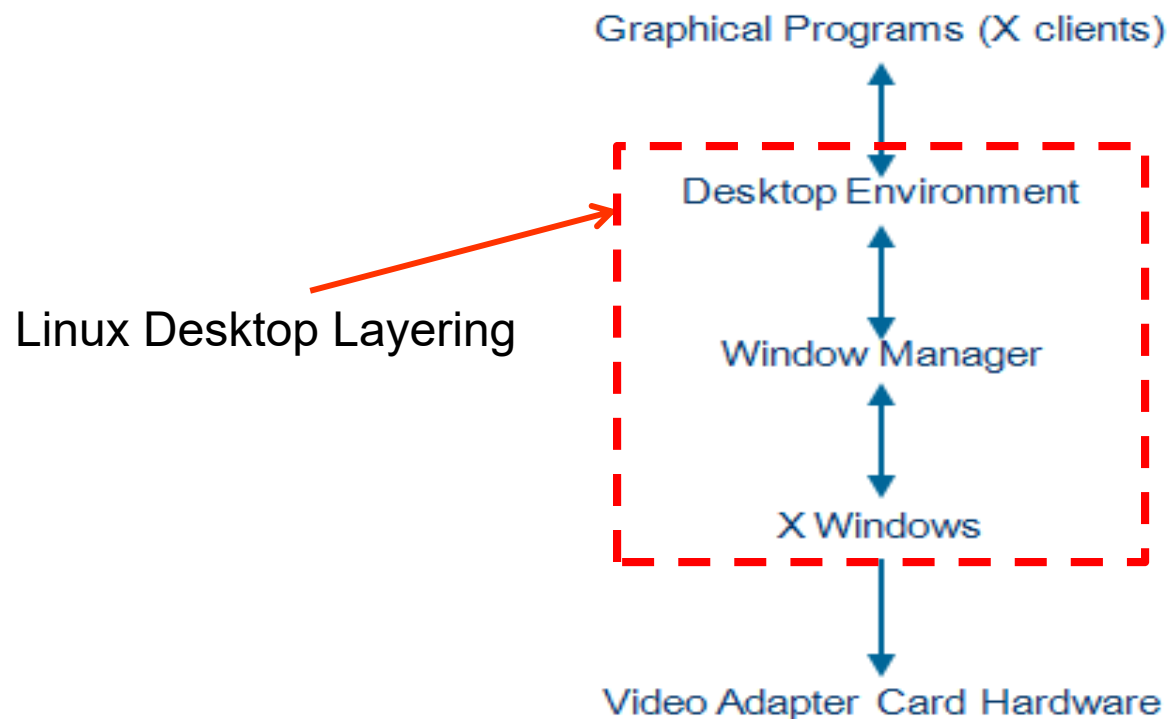 Graphical Programs (X clients)
Desktop Environment
Linux Desktop Layering
Window Manager
X Windows
Video Adapter Card Hardware